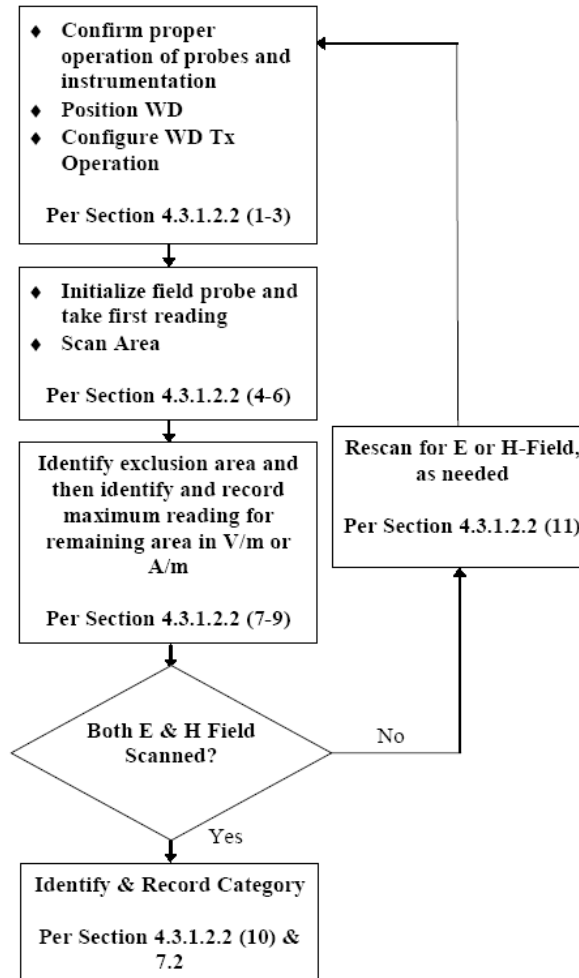 ♦ Confirm proper
operation of probes and
instrumentation
♦ Position WD
♦ Configure WD Tx
Operation
Per Section 4.3.1.2.2 (1-3)
♦ Initialize field probe and
take first reading
♦ Scan Area
Per Section 4.3.1.2.2 (4-6)
Identify exclusion area and
then identify and record
maximum reading for
remaining area in V/m or
A/m
Per Section 4.3.1.2.2 (7-9)
Rescan for E or H-Field,
as needed
Per Section 4.3.1.2.2 (11)
Both E & H Field
Scanned?
No
Yes
Identify & Record Category
Per Section 4.3.1.2.2 (10) &
7.2